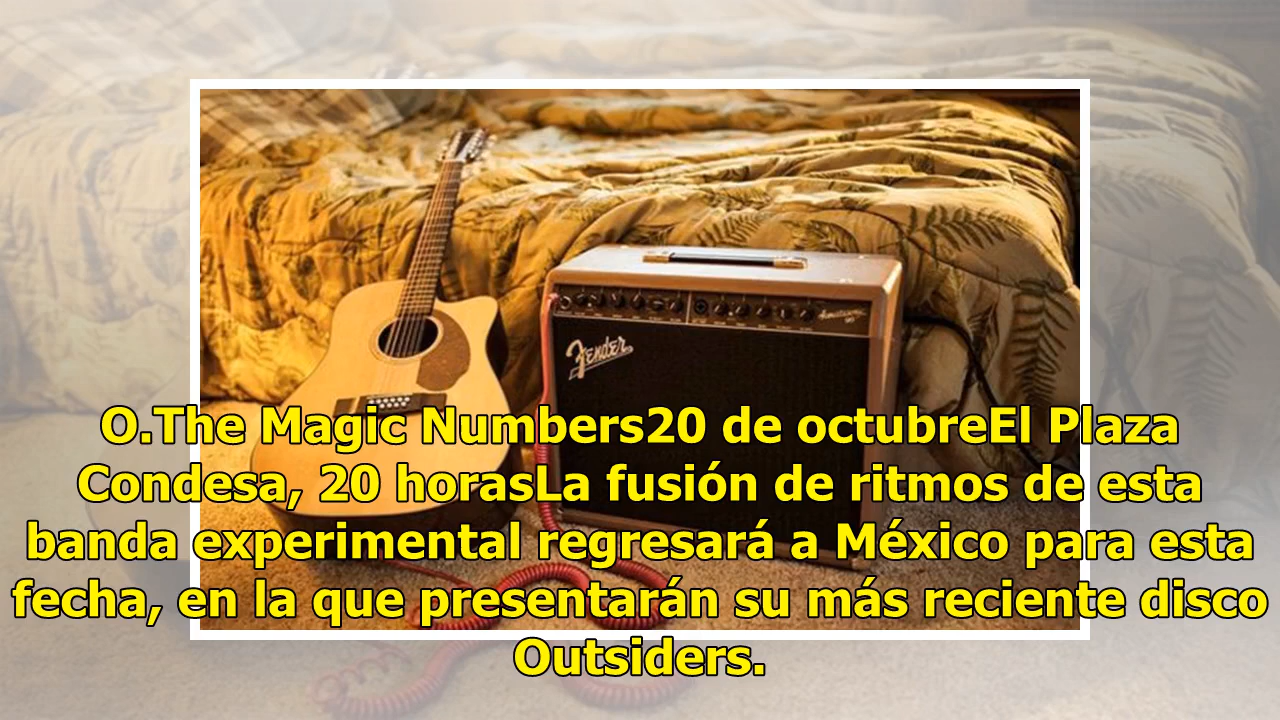 Fender
O.The Magic Numbers20 de octubreEl Plaza
Condesa, 20 horasLa fusión de ritmos de esta
banda experimental regresará a México para esta
fecha, en la que presentarán su más reciente disco
Outsiders.